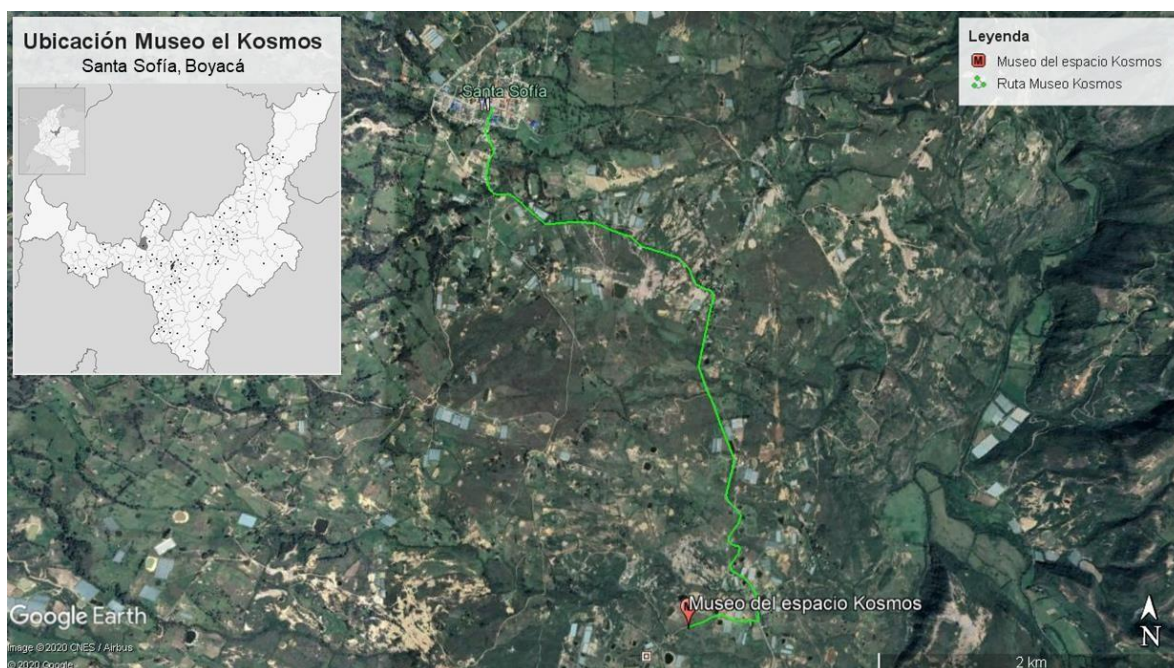 Ubicación Museo el Kosmos
Santa Sofía, Boyacá
Leyenda
M Museo del espacio Kosmos
Ruta Museo Kosmos
Santa Sofía
Museo del espacio Kosmos
Google Earth
N
Image © 2020 CNES / Airbus
© 2020 Google
2 km